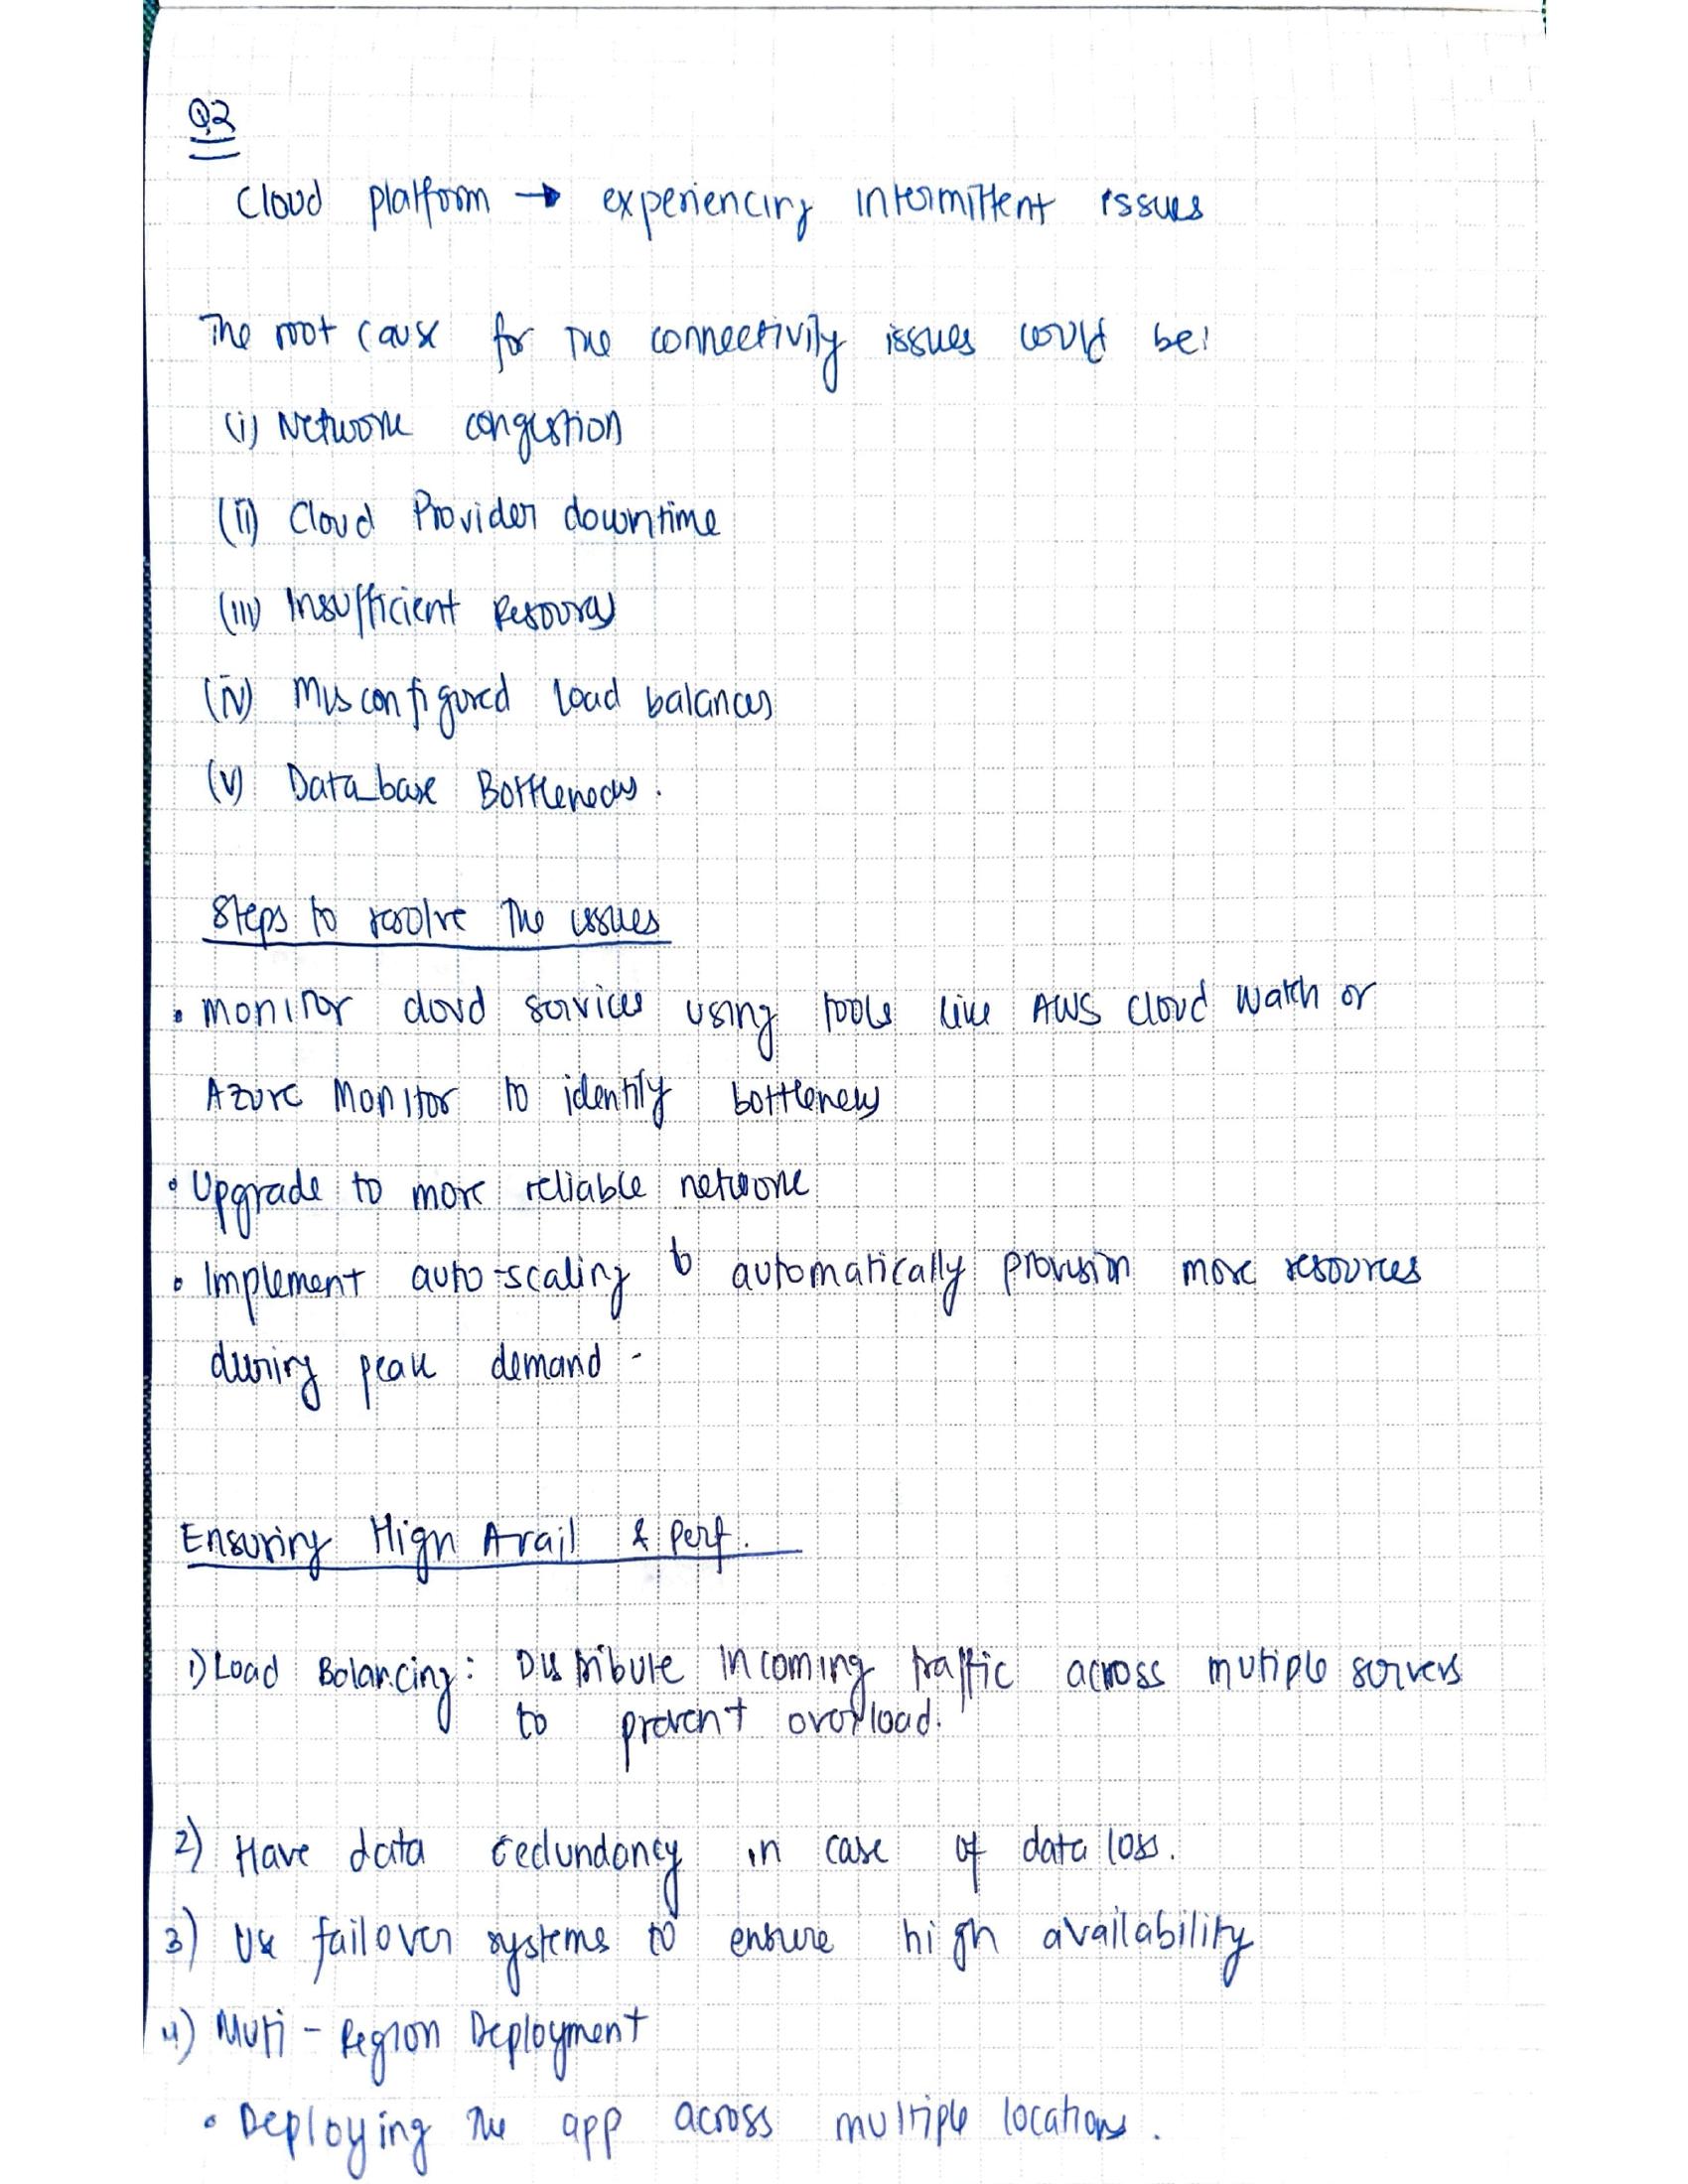 Q2
Cloud platform → experiencing intermittent issues
The root cause for the connectivity issues could be:
(i) Network congestion
(ii) Cloud Provider downtime
(iii) Insufficient Resources
(iv) Misconfigured load balances
(v) Data_base Bottlenecks.
Steps to resolve the issues
• monitor cloud services using tools like AWS Cloud Watch or
Azure Monitor to identify bottlenecks
• Upgrade to more reliable network
• Implement auto-scaling to automatically provision more resources
during peak demand -
Ensuring High Avail & Perf.
1) Load Balancing: Distribute incoming traffic across mutiple servers
to prevent overload.
2) Have data redundancy in case of data loss.
3) Use failover systems to ensure high availability
4) Muti - Region Deployment
• Deploying the app across multiple locations.